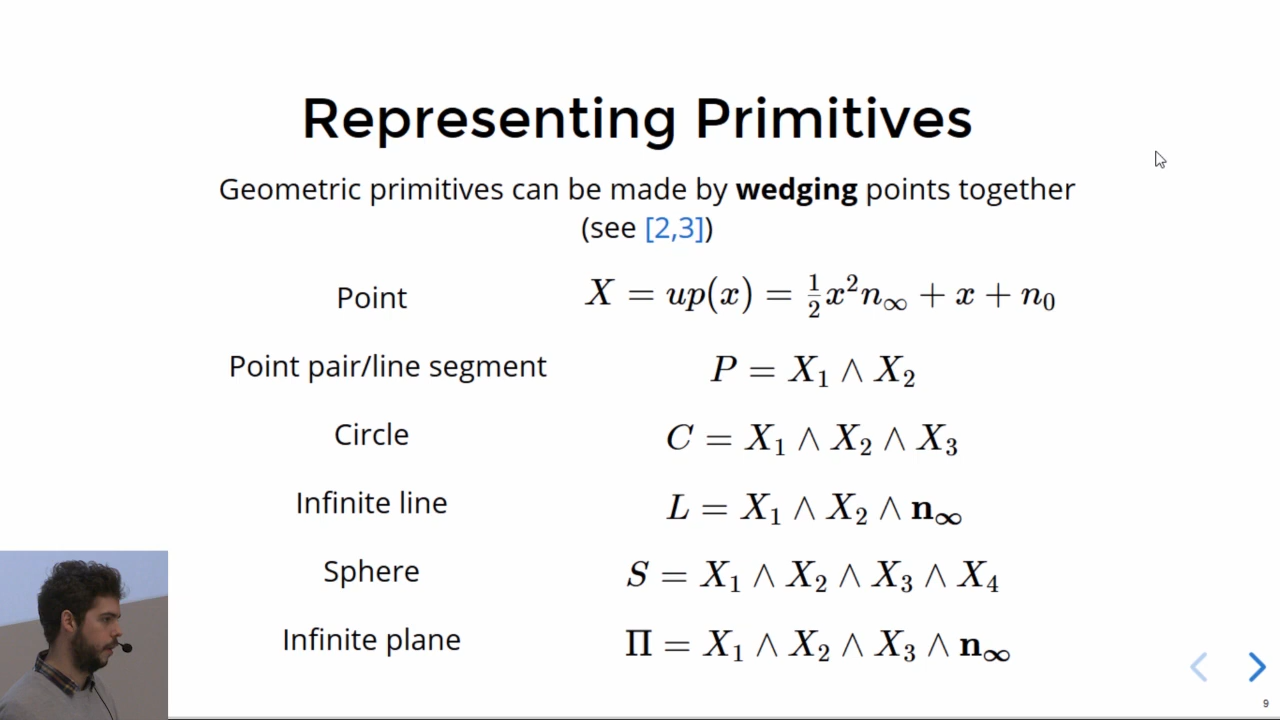 Representing Primitives
Geometric primitives can be made by wedging points together
(see [2,3])
Point X = up(x) = ½x²n∞ + x + n₀
Point pair/line segment P = X₁ ∧ X₂
Circle C = X₁ ∧ X₂ ∧ X₃
Infinite line L = X₁ ∧ X₂ ∧ n∞
Sphere S = X₁ ∧ X₂ ∧ X₃ ∧ X₄
Infinite plane Π = X₁ ∧ X₂ ∧ X₃ ∧ n∞
9